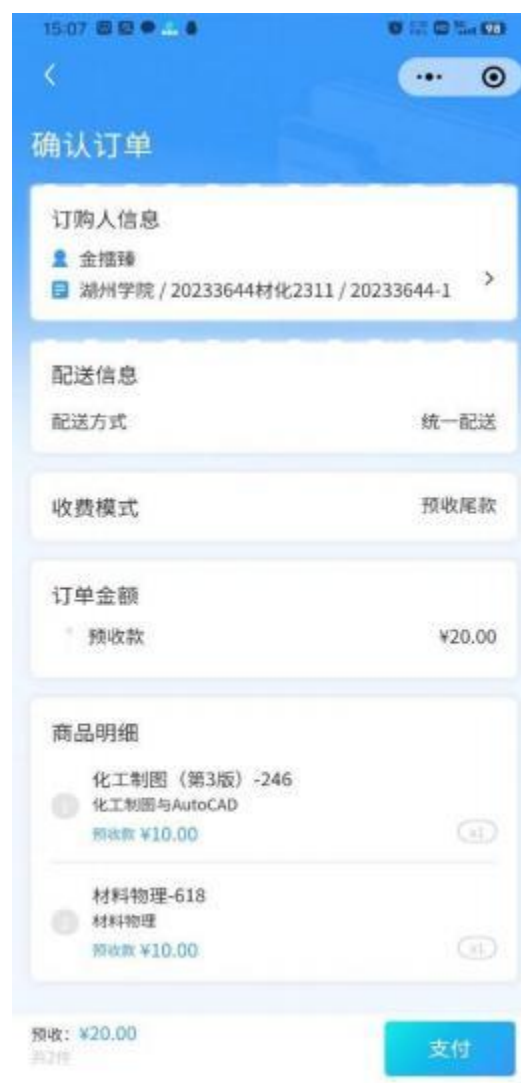 15:07
98
确认订单
订购人信息
金擂臻
湖州学院 / 20233644材化2311 / 20233644-1
配送信息
配送方式 统一配送
收费模式 预收尾款
订单金额
预收款 ¥20.00
商品明细
化工制图（第3版）-246
化工制图与AutoCAD
预收款 ¥10.00
x1
材料物理-618
材料物理
预收款 ¥10.00
x1
预收：¥20.00
共2件
支付